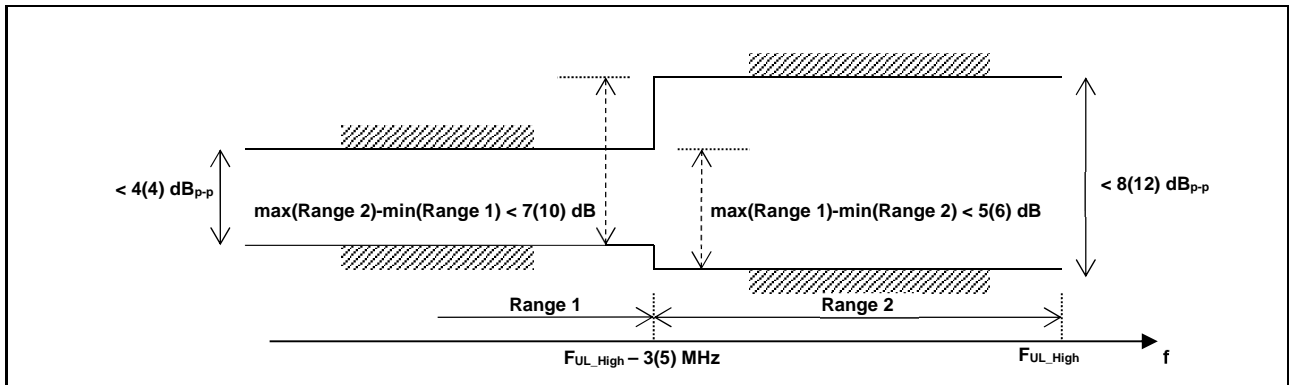 < 4(4) dBp-p
max(Range 2)-min(Range 1) < 7(10) dB
max(Range 1)-min(Range 2) < 5(6) dB
< 8(12) dBp-p
Range 1
Range 2
FUL_High – 3(5) MHz
FUL_High
f